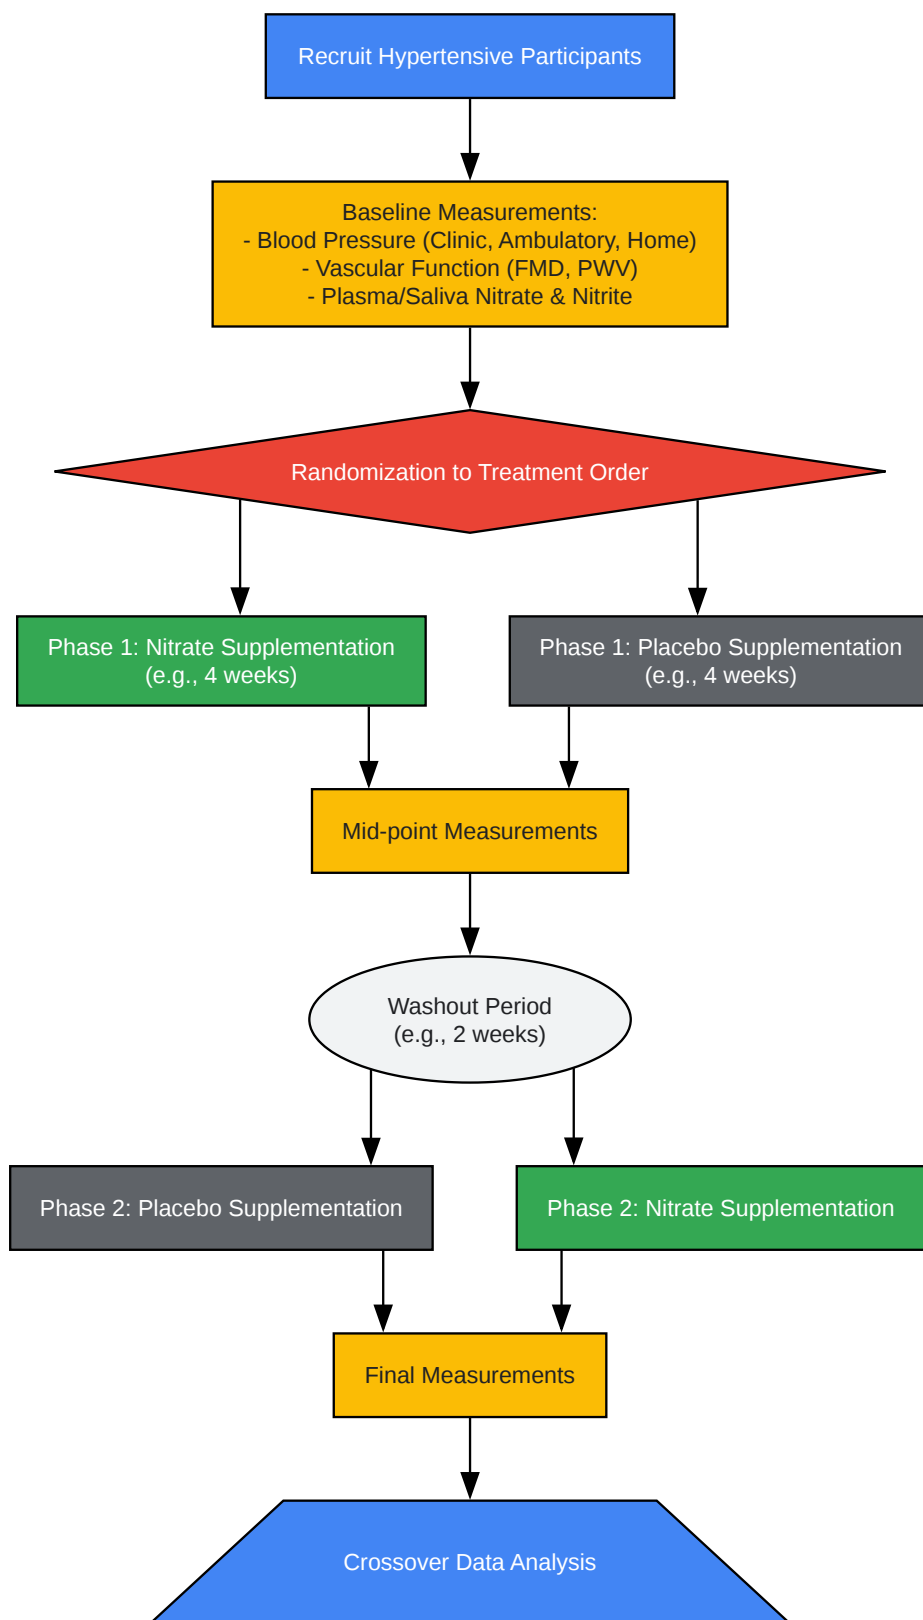 Recruit Hypertensive Participants
Baseline Measurements:
- Blood Pressure (Clinic, Ambulatory, Home)
- Vascular Function (FMD, PWV)
- Plasma/Saliva Nitrate & Nitrite
Randomization to Treatment Order
Phase 1: Nitrate Supplementation
(e.g., 4 weeks)
Phase 1: Placebo Supplementation
(e.g., 4 weeks)
Mid-point Measurements
Washout Period
(e.g., 2 weeks)
Phase 2: Placebo Supplementation
Phase 2: Nitrate Supplementation
Final Measurements
Crossover Data Analysis